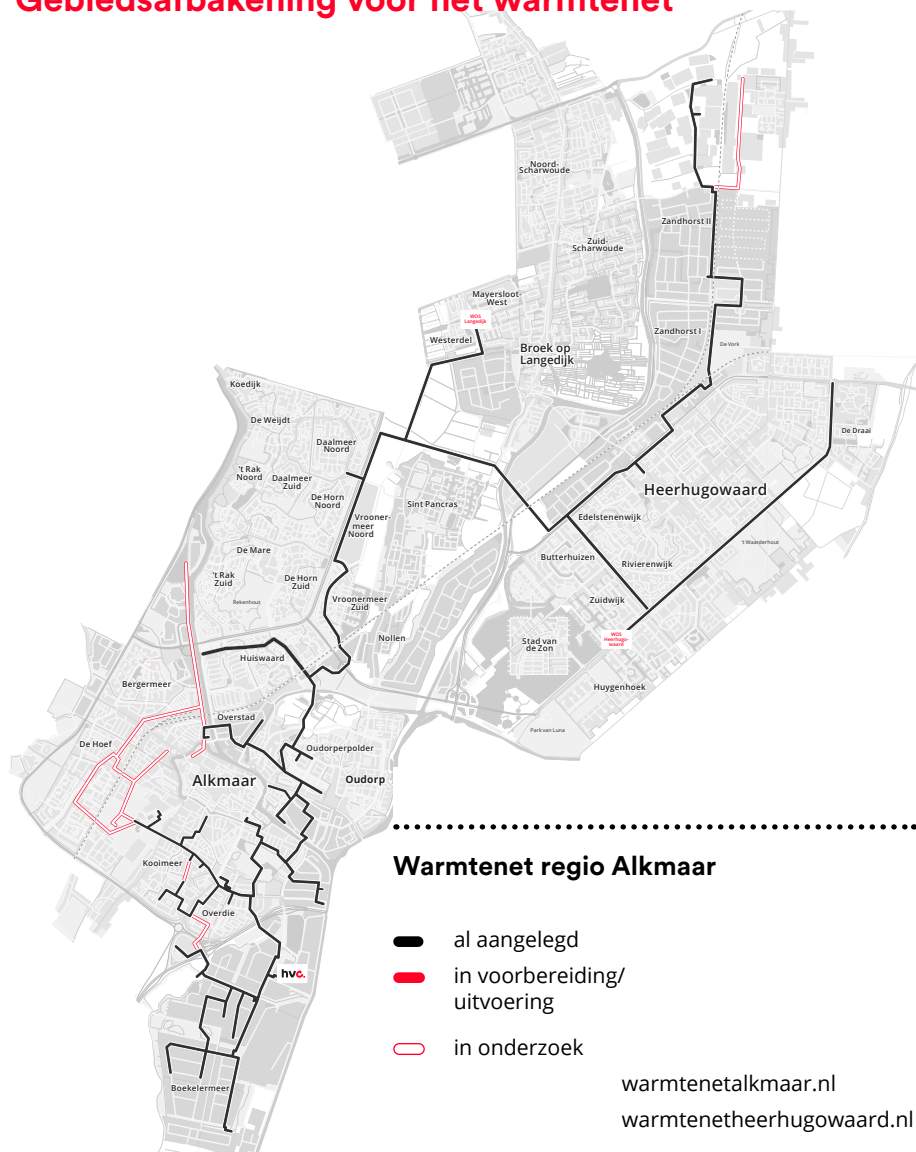 Gebiedsafbakening voor het warmtenet
Noord-
Scharwoude
Zandhorst II
Zuid-
Scharwoude
Mayersloot-
West
WOS
Langedijk
Westerdel
Zandhorst I
De Vork
Broek op
Langedijk
Koedijk
De Weijdt
Daalmeer
Noord
De Draai
't Rak
Noord
Daalmeer
Zuid
De Horn
Noord
Sint Pancras
Heerhugowaard
Vrooner-
meer
Noord
Edelstenenwijk
De Mare
Butterhuizen
Rivierenwijk
't Waarderhout
't Rak
Zuid
De Horn
Zuid
Rekenhout
Vroonermeer
Zuid
Zuidwijk
Nollen
Stad van
de Zon
WOS
Heerhugo-
waard
Huiswaard
Bergermeer
Huygenhoek
Overstad
Park van Luna
De Hoef
Oudorperpolder
Alkmaar
Oudorp
Kooimeer
Overdie
hvc.
Boekelermeer
Warmtenet regio Alkmaar
al aangelegd
in voorbereiding/
uitvoering
in onderzoek
warmtenetalkmaar.nl
warmtenetheerhugowaard.nl